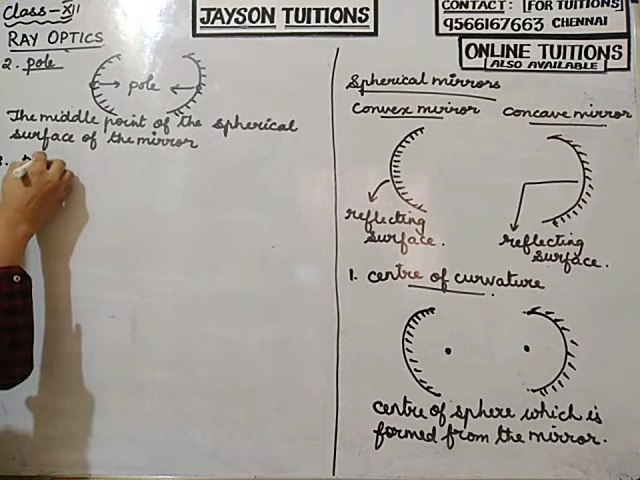 Class-XII
RAY OPTICS
JAYSON TUITIONS
CONTACT: FOR TUITIONS
9566167663 CHENNAI
ONLINE TUITIONS
ALSO AVAILABLE
Spherical mirrors
Convex mirror
Concave mirror
reflecting
surface.
reflecting
surface.
1. centre of curvature
centre of sphere which is
formed from the mirror.
2. pole
pole
The middle point of the spherical
surface of the mirror
3.